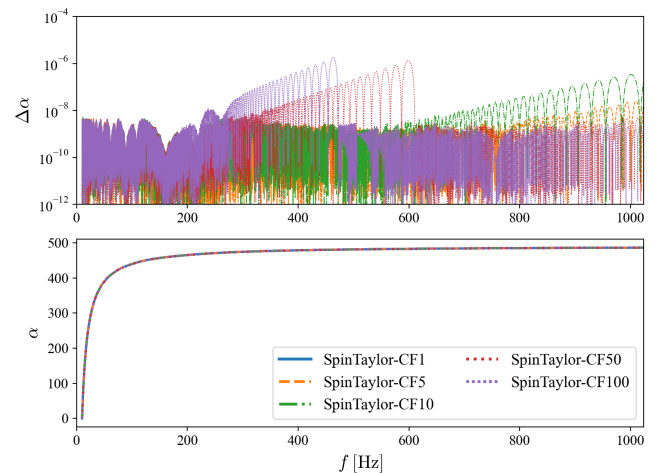 10⁻⁴
10⁻⁶
10⁻⁸
10⁻¹⁰
10⁻¹²
Δα
0 200 400 600 800 1000
500
400
300
200
100
0
α
SpinTaylor-CF1
SpinTaylor-CF5
SpinTaylor-CF10
SpinTaylor-CF50
SpinTaylor-CF100
0 200 400 600 800 1000
f [Hz]